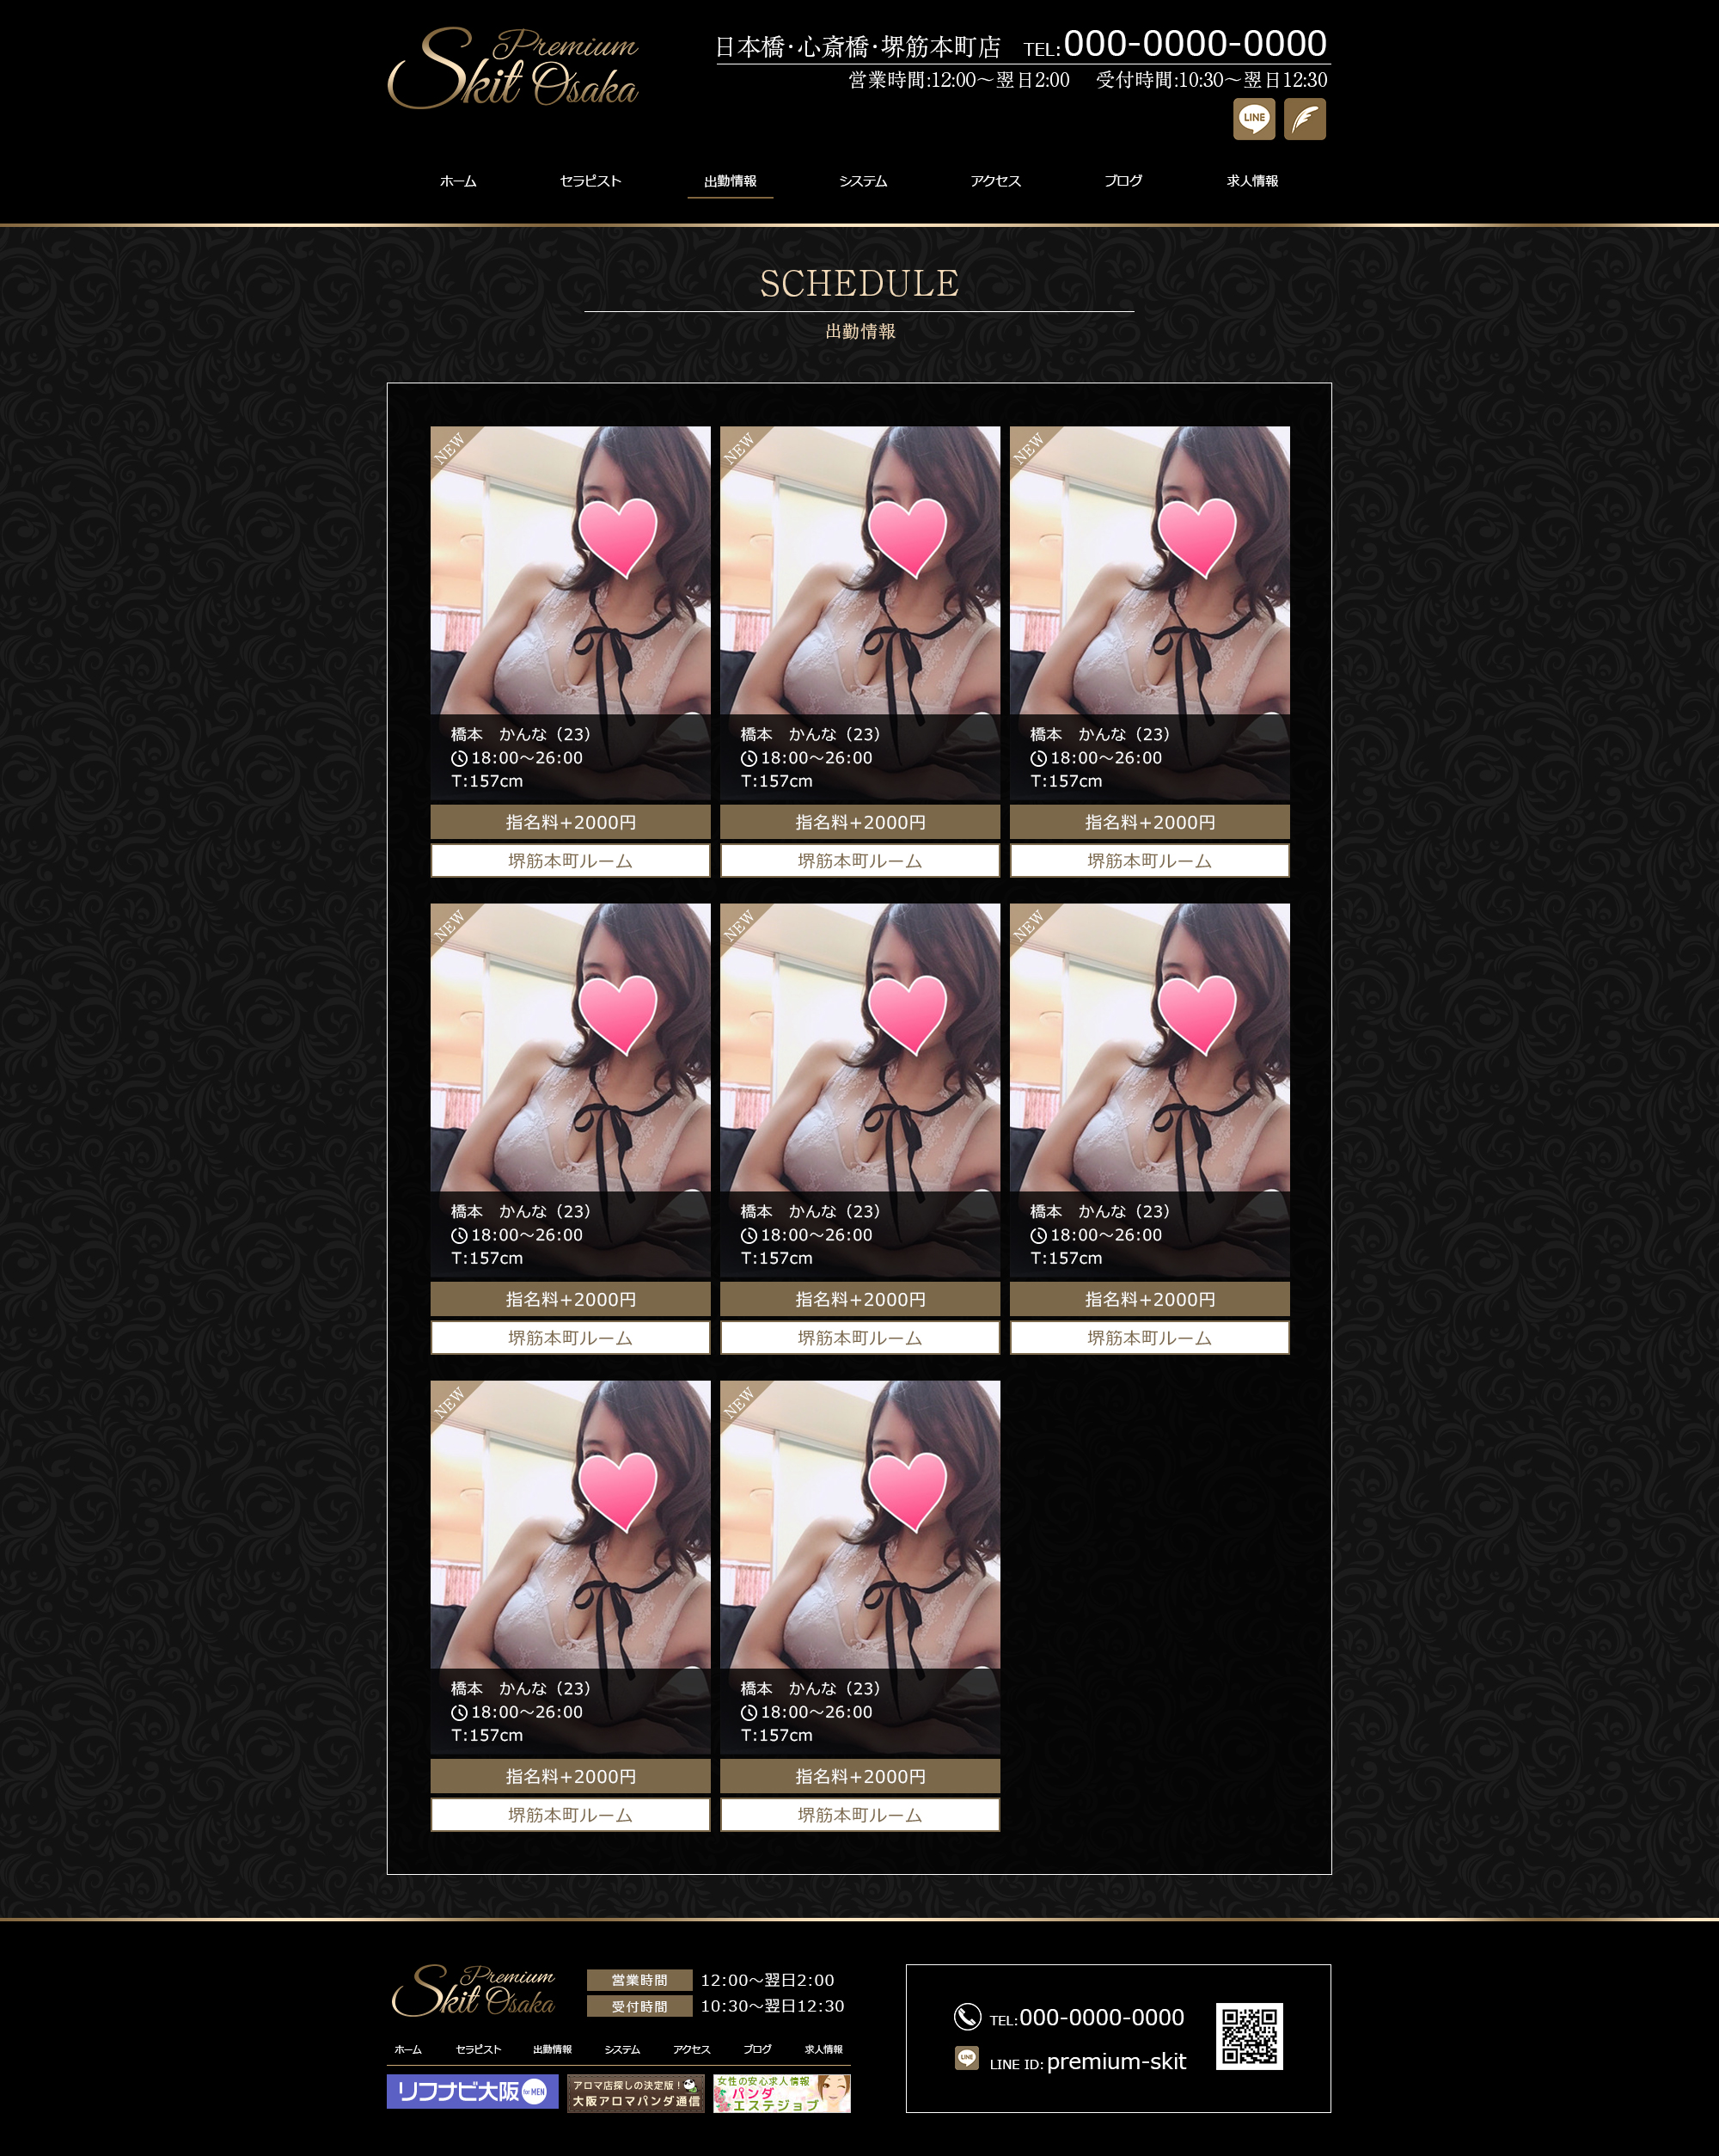 Premium
Skit Osaka
日本橋・心斎橋・堺筋本町店 TEL:000-0000-0000
営業時間:12:00〜翌日2:00 受付時間:10:30〜翌日12:30
LINE
ホーム セラピスト 出勤情報 システム アクセス ブログ 求人情報
SCHEDULE
出勤情報
NEW NEW NEW
橋本 かんな（23） 橋本 かんな（23） 橋本 かんな（23）
18:00〜26:00 18:00〜26:00 18:00〜26:00
T:157cm T:157cm T:157cm
指名料+2000円 指名料+2000円 指名料+2000円
堺筋本町ルーム 堺筋本町ルーム 堺筋本町ルーム
NEW NEW NEW
橋本 かんな（23） 橋本 かんな（23） 橋本 かんな（23）
18:00〜26:00 18:00〜26:00 18:00〜26:00
T:157cm T:157cm T:157cm
指名料+2000円 指名料+2000円 指名料+2000円
堺筋本町ルーム 堺筋本町ルーム 堺筋本町ルーム
NEW NEW
橋本 かんな（23） 橋本 かんな（23）
18:00〜26:00 18:00〜26:00
T:157cm T:157cm
指名料+2000円 指名料+2000円
堺筋本町ルーム 堺筋本町ルーム
Premium
Skit Osaka
営業時間 12:00〜翌日2:00
受付時間 10:30〜翌日12:30
ホーム セラピスト 出勤情報 システム アクセス ブログ 求人情報
リフナビ大阪 for MEN
アロマ店探しの決定版！
大阪アロマパンダ通信
女性の安心求人情報
パンダ
エステジョブ
TEL:000-0000-0000
LINE
LINE ID:premium-skit